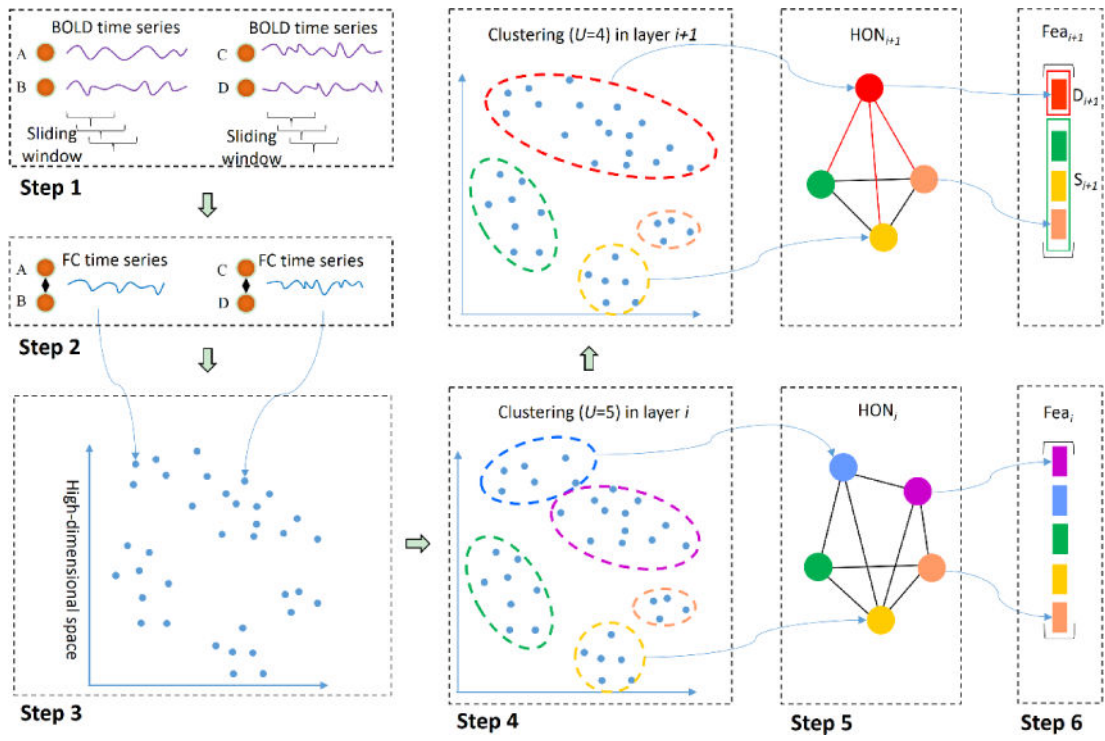 BOLD time series
BOLD time series
A
C
B
D
Sliding
window
Sliding
window
Step 1
A
FC time series
C
FC time series
B
D
Step 2
High-dimensional space
Step 3
Clustering (U=4) in layer i+1
HONi+1
Feai+1
Di+1
Si+1
Clustering (U=5) in layer i
HONi
Feai
Step 4
Step 5
Step 6